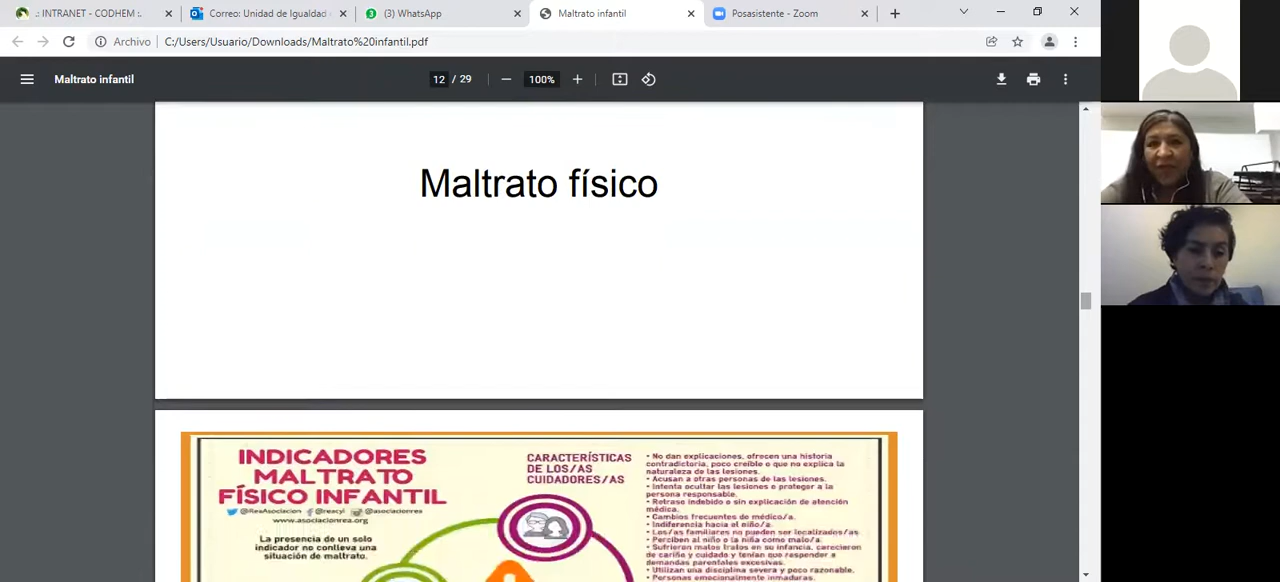 .: INTRANET - CODHEM :.
Correo: Unidad de Igualdad
(3) WhatsApp
Maltrato infantil
Posasistente - Zoom
Archivo
C:/Users/Usuario/Downloads/Maltrato%20infantil.pdf
Maltrato infantil
12 / 29
100%
Maltrato físico
INDICADORES
MALTRATO
FÍSICO INFANTIL
@ReaAsociacion @reacyl @asociacionrea
www.asociacionrea.org
La presencia de un solo
indicador no conlleva una
situación de maltrato.
CARACTERÍSTICAS
DE LOS/AS
CUIDADORES/AS
• No dan explicaciones, ofrecen una historia
contradictoria, poco creíble o que no explica la
naturaleza de las lesiones.
• Acusan a otras personas de las lesiones.
• Intenta ocultar las lesiones o proteger a la
persona responsable.
• Retraso indebido o sin explicación de atención
médica.
• Cambios frecuentes de médico/a.
• Indiferencia hacia el niño/a.
• Los/as familiares no pueden ser localizados/as
• Perciben al niño o la niña como malo/a.
• Sufrieron malos tratos en su infancia, carecieron
de cariño y cuidado y tenían que responder a
demandas parentales excesivas.
• Utilizan una disciplina severa y poco razonable.
• Personas emocionalmente inmaduras.